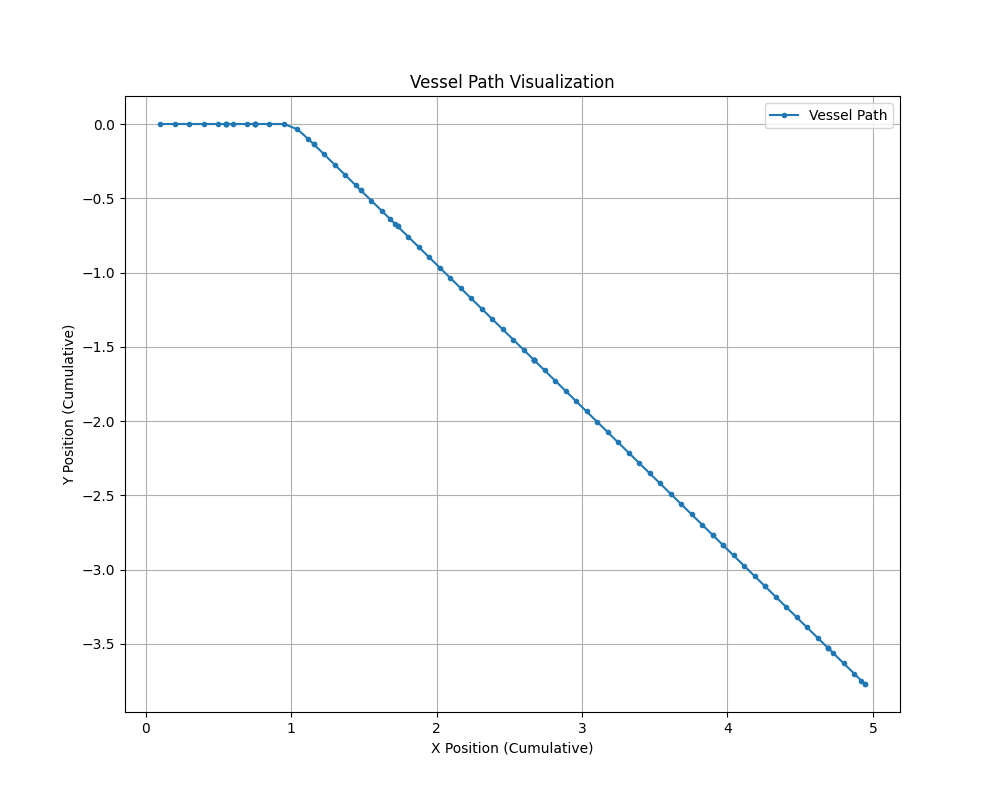 Vessel Path Visualization
Vessel Path
0.0
−0.5
−1.0
−1.5
−2.0
−2.5
−3.0
−3.5
Y Position (Cumulative)
0 1 2 3 4 5
X Position (Cumulative)